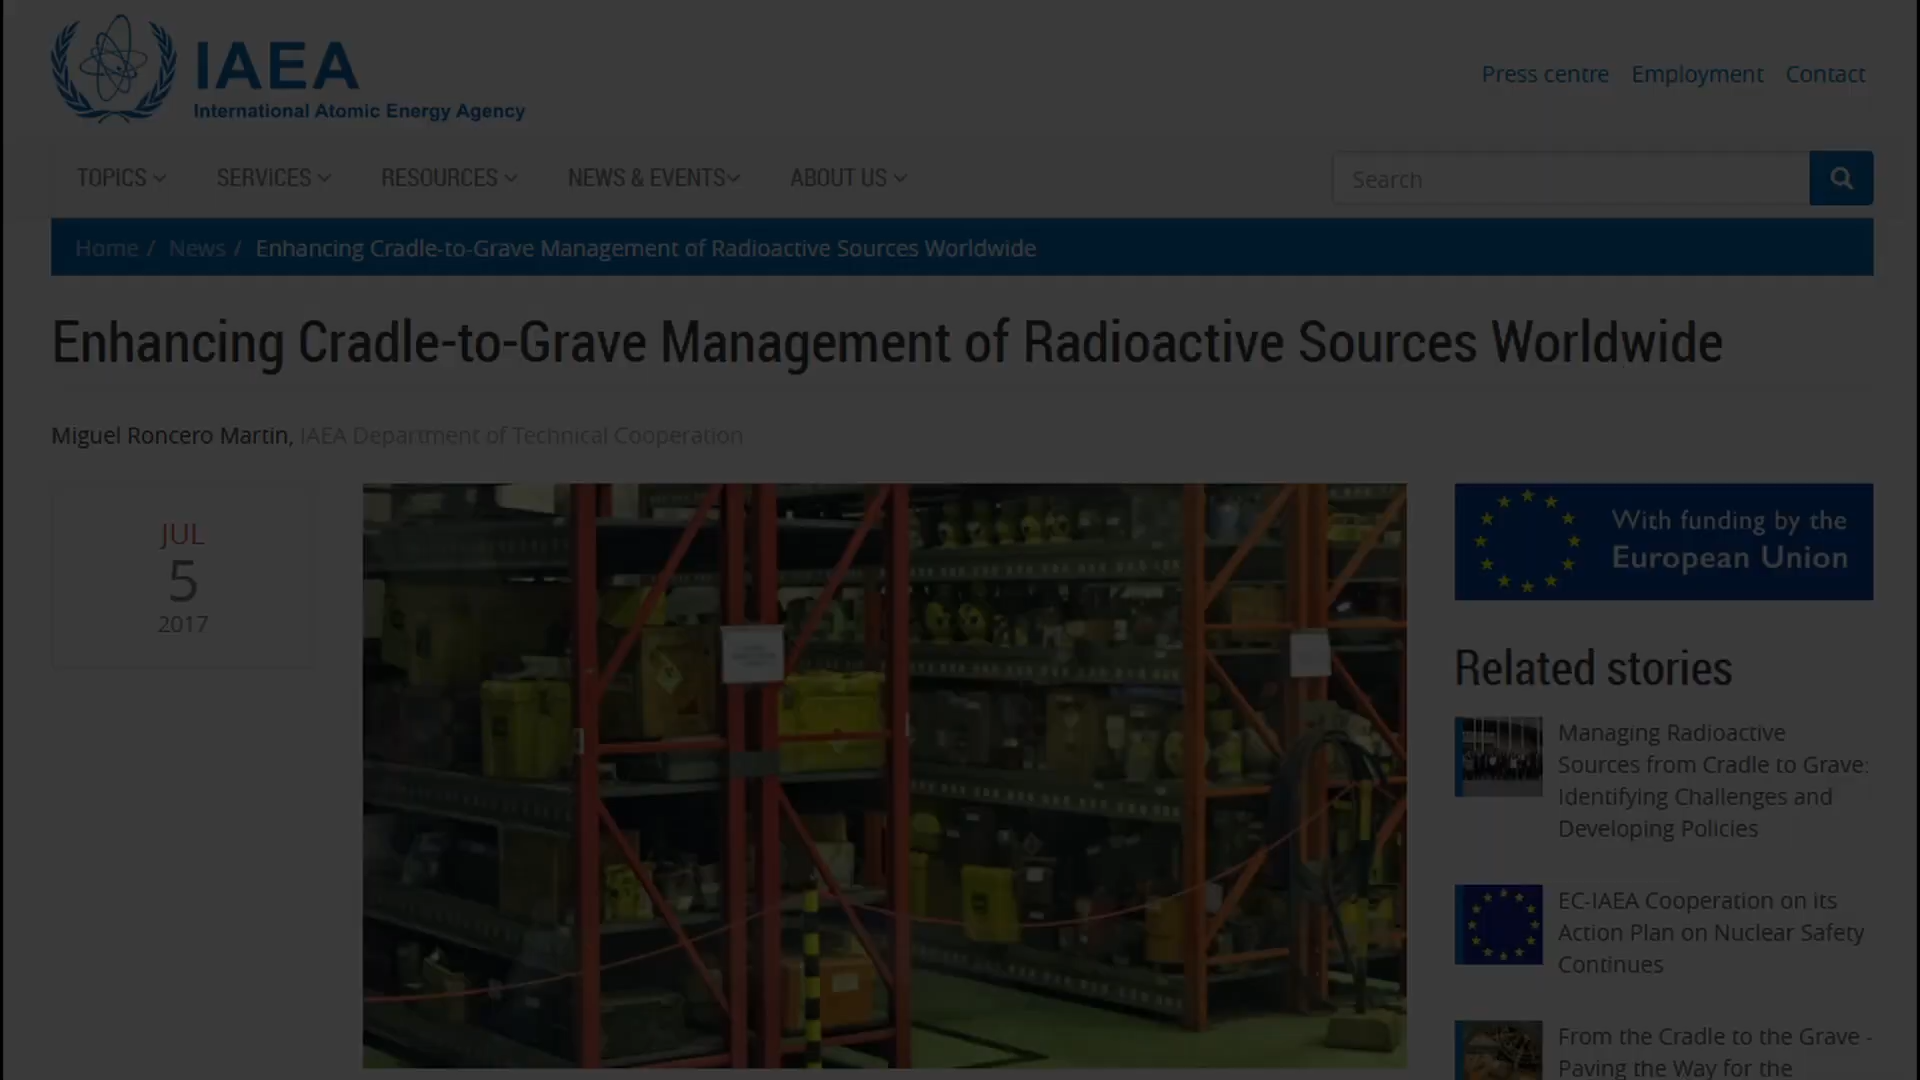 IAEA
International Atomic Energy Agency
Press centre Employment Contact
TOPICS SERVICES RESOURCES NEWS & EVENTS ABOUT US
Search
Home / News / Enhancing Cradle-to-Grave Management of Radioactive Sources Worldwide
Enhancing Cradle-to-Grave Management of Radioactive Sources Worldwide
Miguel Roncero Martin, IAEA Department of Technical Cooperation
JUL
5
2017
With funding by the
European Union
Related stories
Managing Radioactive
Sources from Cradle to Grave:
Identifying Challenges and
Developing Policies
EC-IAEA Cooperation on its
Action Plan on Nuclear Safety
Continues
From the Cradle to the Grave -
Paving the Way for the